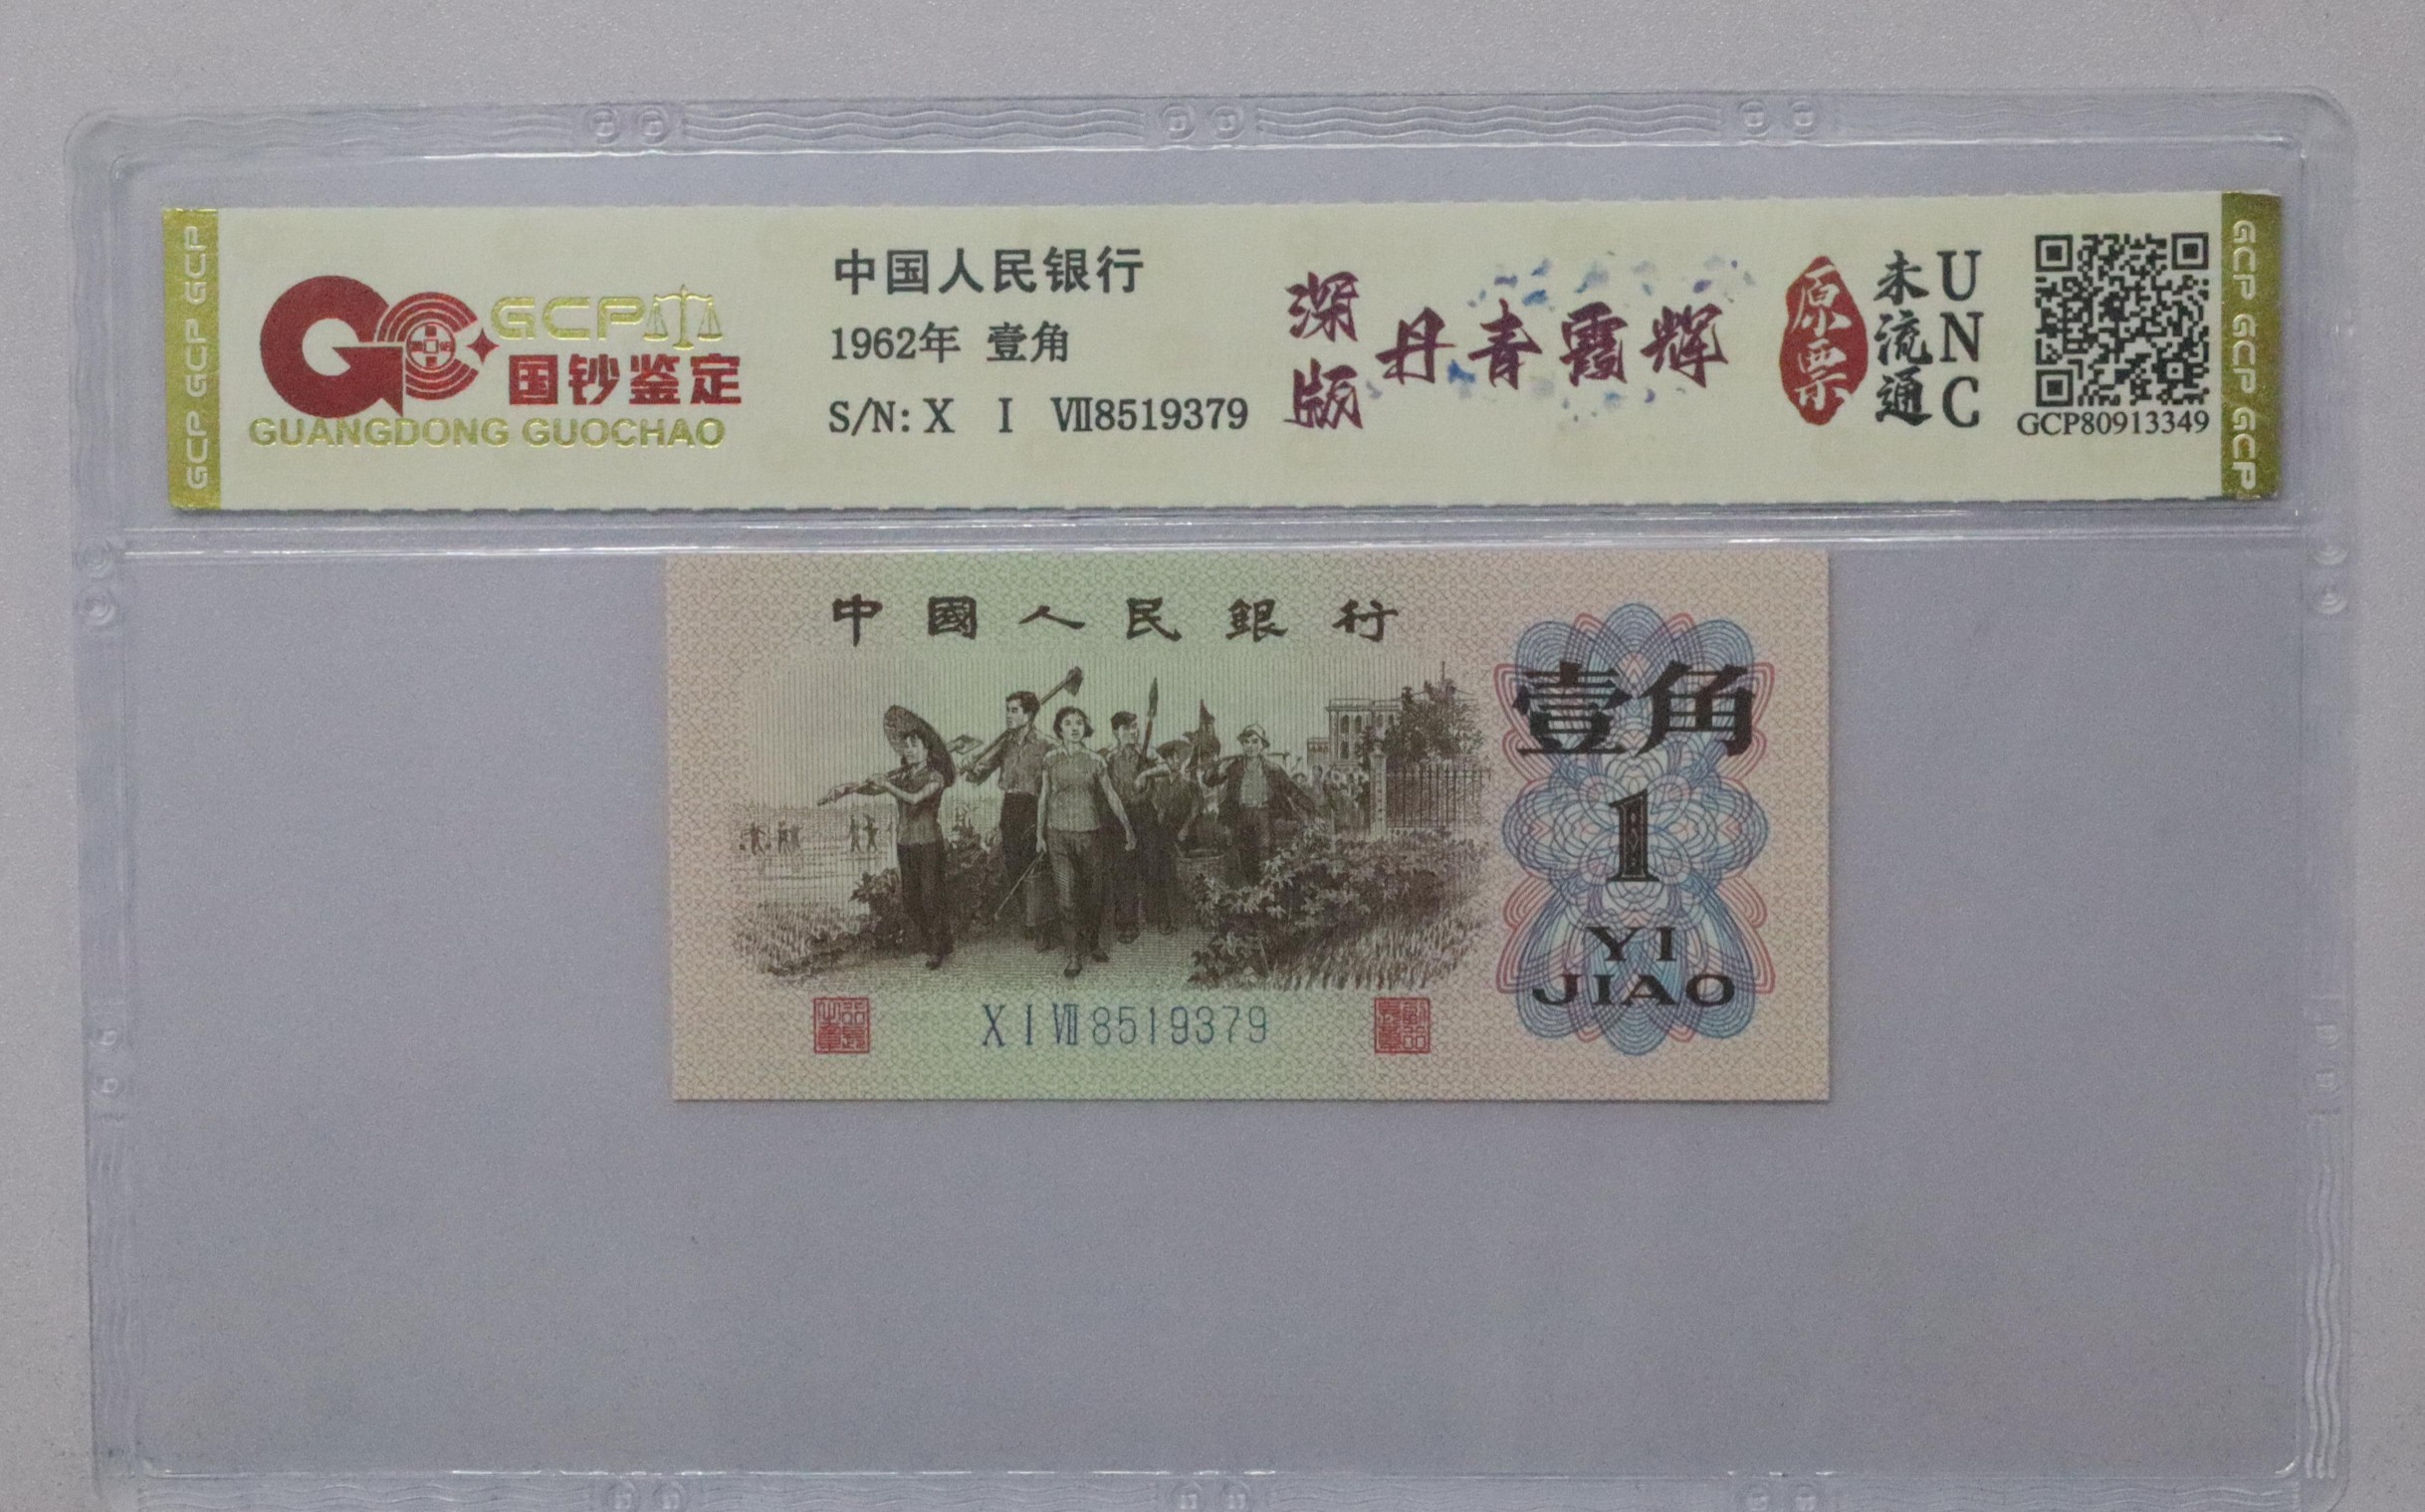 GCP GCP GCP
GCP
国钞鉴定
GUANGDONG GUOCHAO
中国人民银行
1962年 壹角
S/N: X I Ⅶ8519379
深版
丹青霞辉
原票
未流通
UNC
GCP80913349
GCP GCP GCP
中國人民銀行
壹角
1
YI
JIAO
X I Ⅶ 8519379